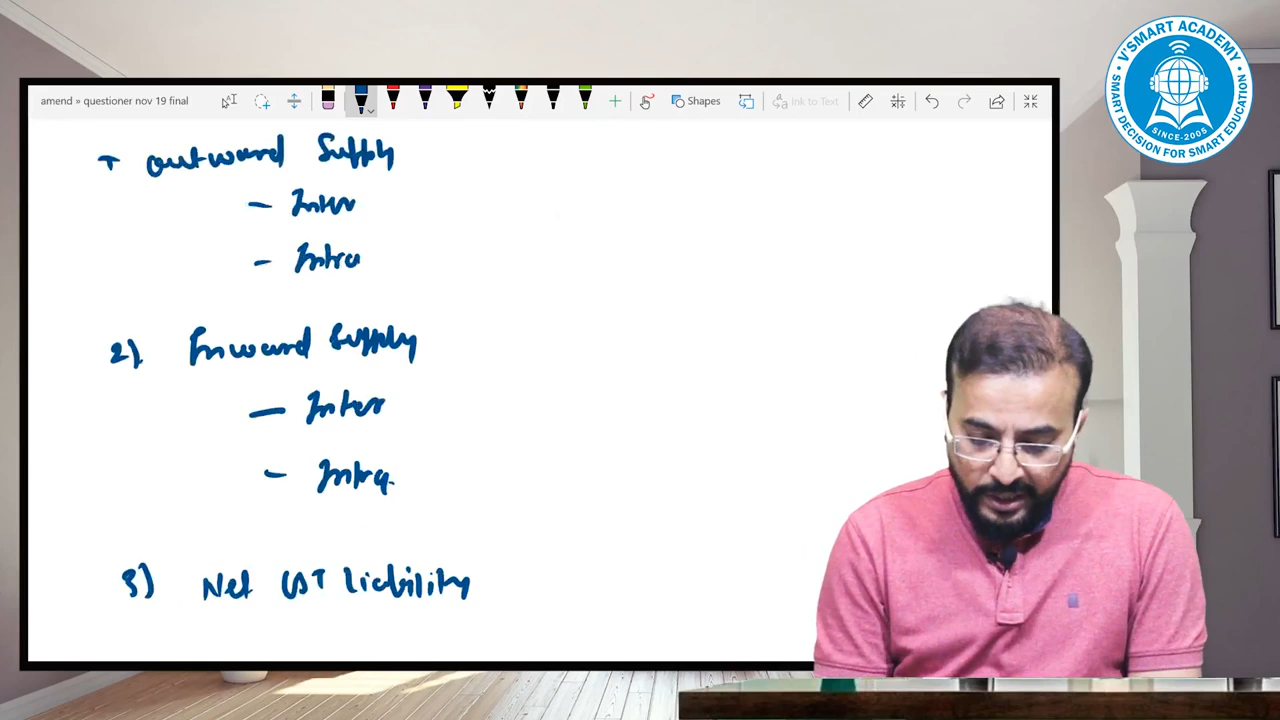 V'SMART ACADEMY
SMART DECISION FOR SMART EDUCATION
SINCE-2005
amend » questioner nov 19 final
Shapes
Ink to Text
outward Supply
– Inter
– Intra
2) Inward Supply
– Inter
– Intra
3) Net GST liability